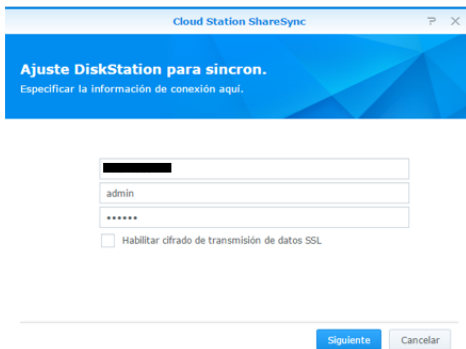 Cloud Station ShareSync
Ajuste DiskStation para sincron.
Especificar la información de conexión aquí.
admin
••••••
Habilitar cifrado de transmisión de datos SSL
Siguiente Cancelar